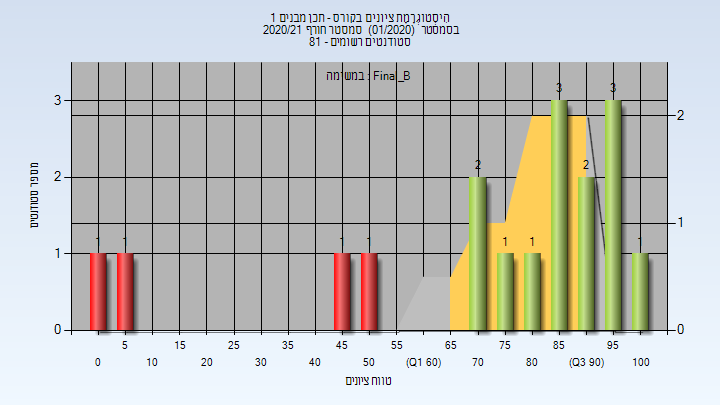 היסטוגרמת ציונים בקורס - תכן מבנים 1
בסמסטר (01/2020) סמסטר חורף 2020/21
סטודנטים רשומים - 81
במשימה : Final_B
מספר סטודנטים
3
2
1
0
2
1
0
1 1 1 1 2 1 1 3 2 3 1
5 15 25 35 45 55 65 75 85 95
0 10 20 30 40 50 (Q1 60) 70 80 (Q3 90) 100
טווח ציונים